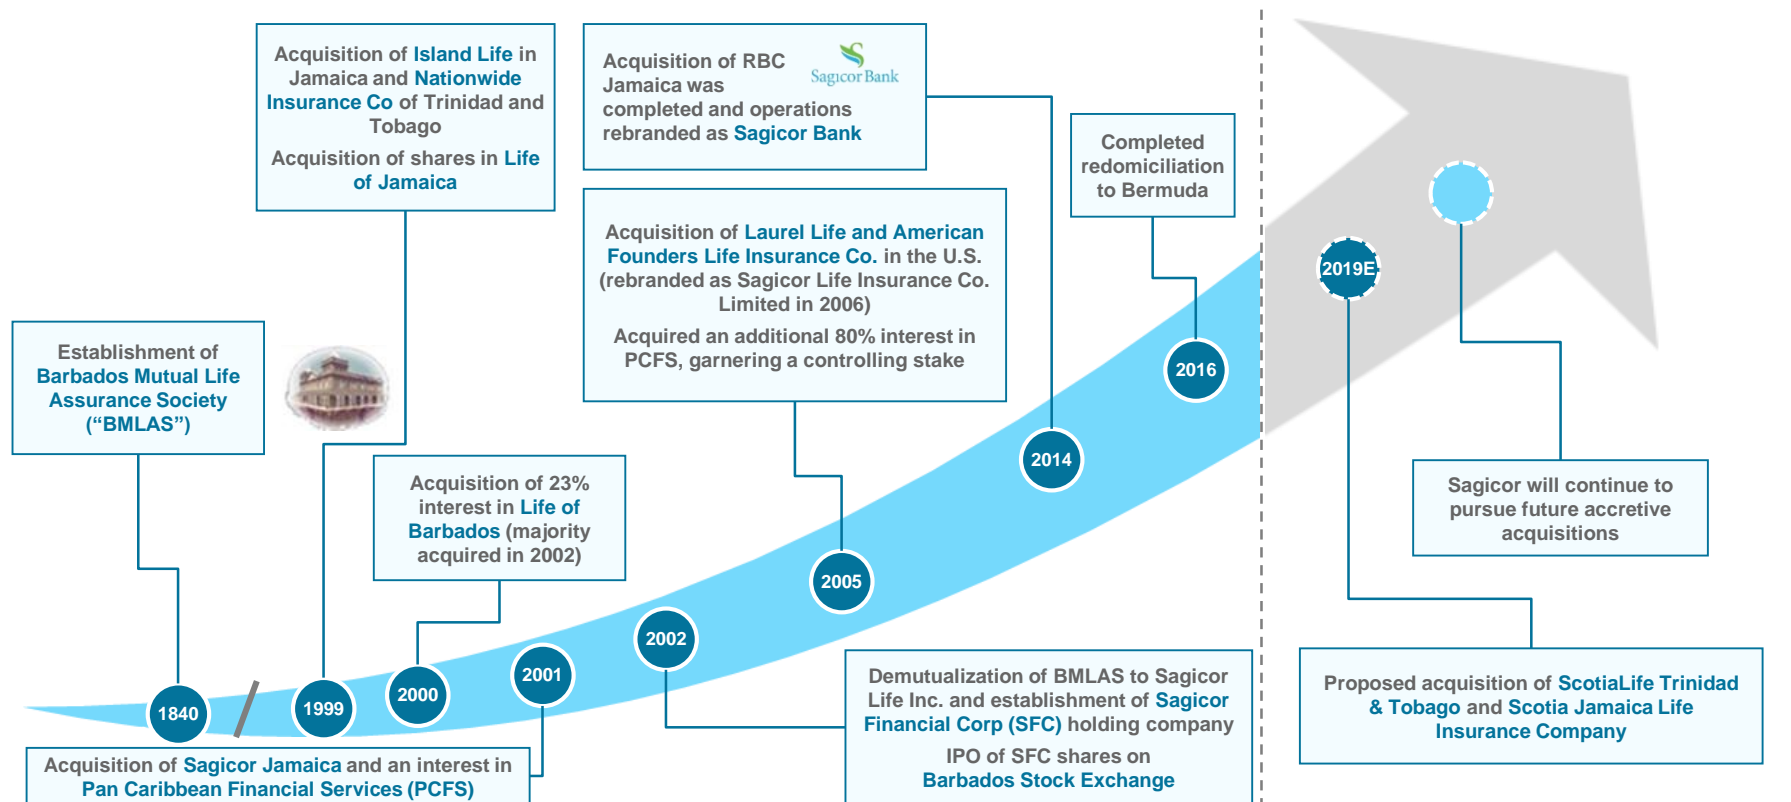 Acquisition of Island Life in
Jamaica and Nationwide
Insurance Co of Trinidad and
Tobago
Acquisition of shares in Life
of Jamaica
Acquisition of RBC
Jamaica was
completed and operations
rebranded as Sagicor Bank
Sagicor Bank
Completed
redomiciliation
to Bermuda
Acquisition of Laurel Life and American
Founders Life Insurance Co. in the U.S.
(rebranded as Sagicor Life Insurance Co.
Limited in 2006)
Acquired an additional 80% interest in
PCFS, garnering a controlling stake
Establishment of
Barbados Mutual Life
Assurance Society
(“BMLAS”)
Acquisition of 23%
interest in Life of
Barbados (majority
acquired in 2002)
1840
1999
2000
2001
2002
2005
2014
2016
2019E
Sagicor will continue to
pursue future accretive
acquisitions
Acquisition of Sagicor Jamaica and an interest in
Pan Caribbean Financial Services (PCFS)
Demutualization of BMLAS to Sagicor
Life Inc. and establishment of Sagicor
Financial Corp (SFC) holding company
IPO of SFC shares on
Barbados Stock Exchange
Proposed acquisition of ScotiaLife Trinidad
& Tobago and Scotia Jamaica Life
Insurance Company